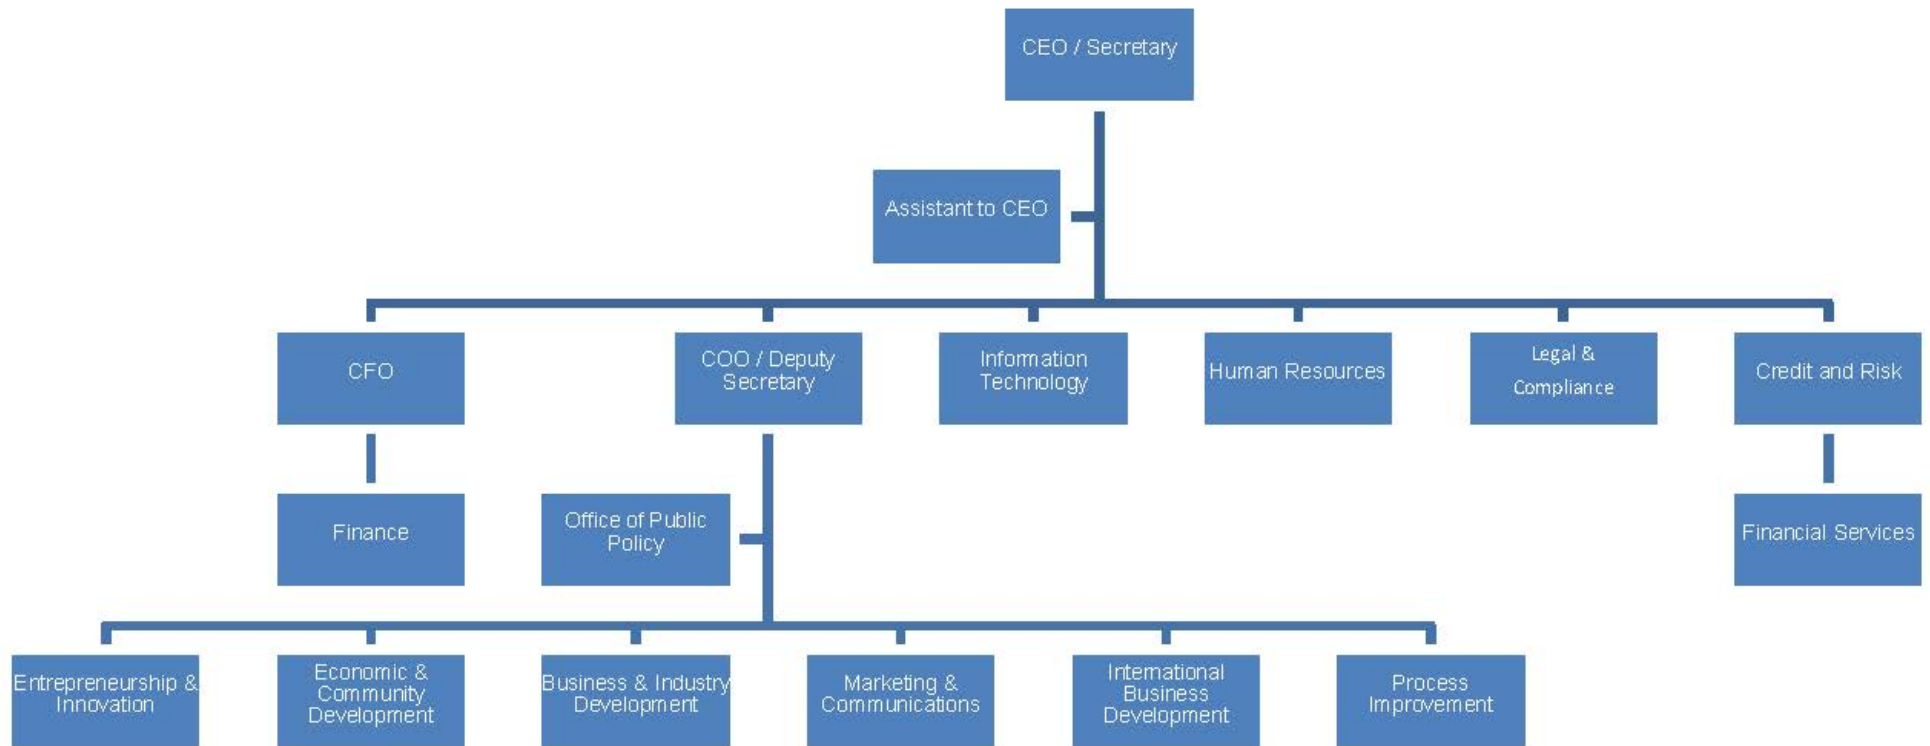 CEO / Secretary
Assistant to CEO
CFO
COO / Deputy
Secretary
Information
Technology
Human Resources
Legal &
Compliance
Credit and Risk
Finance
Office of Public
Policy
Financial Services
Entrepreneurship &
Innovation
Economic &
Community
Development
Business & Industry
Development
Marketing &
Communications
International
Business
Development
Process
Improvement